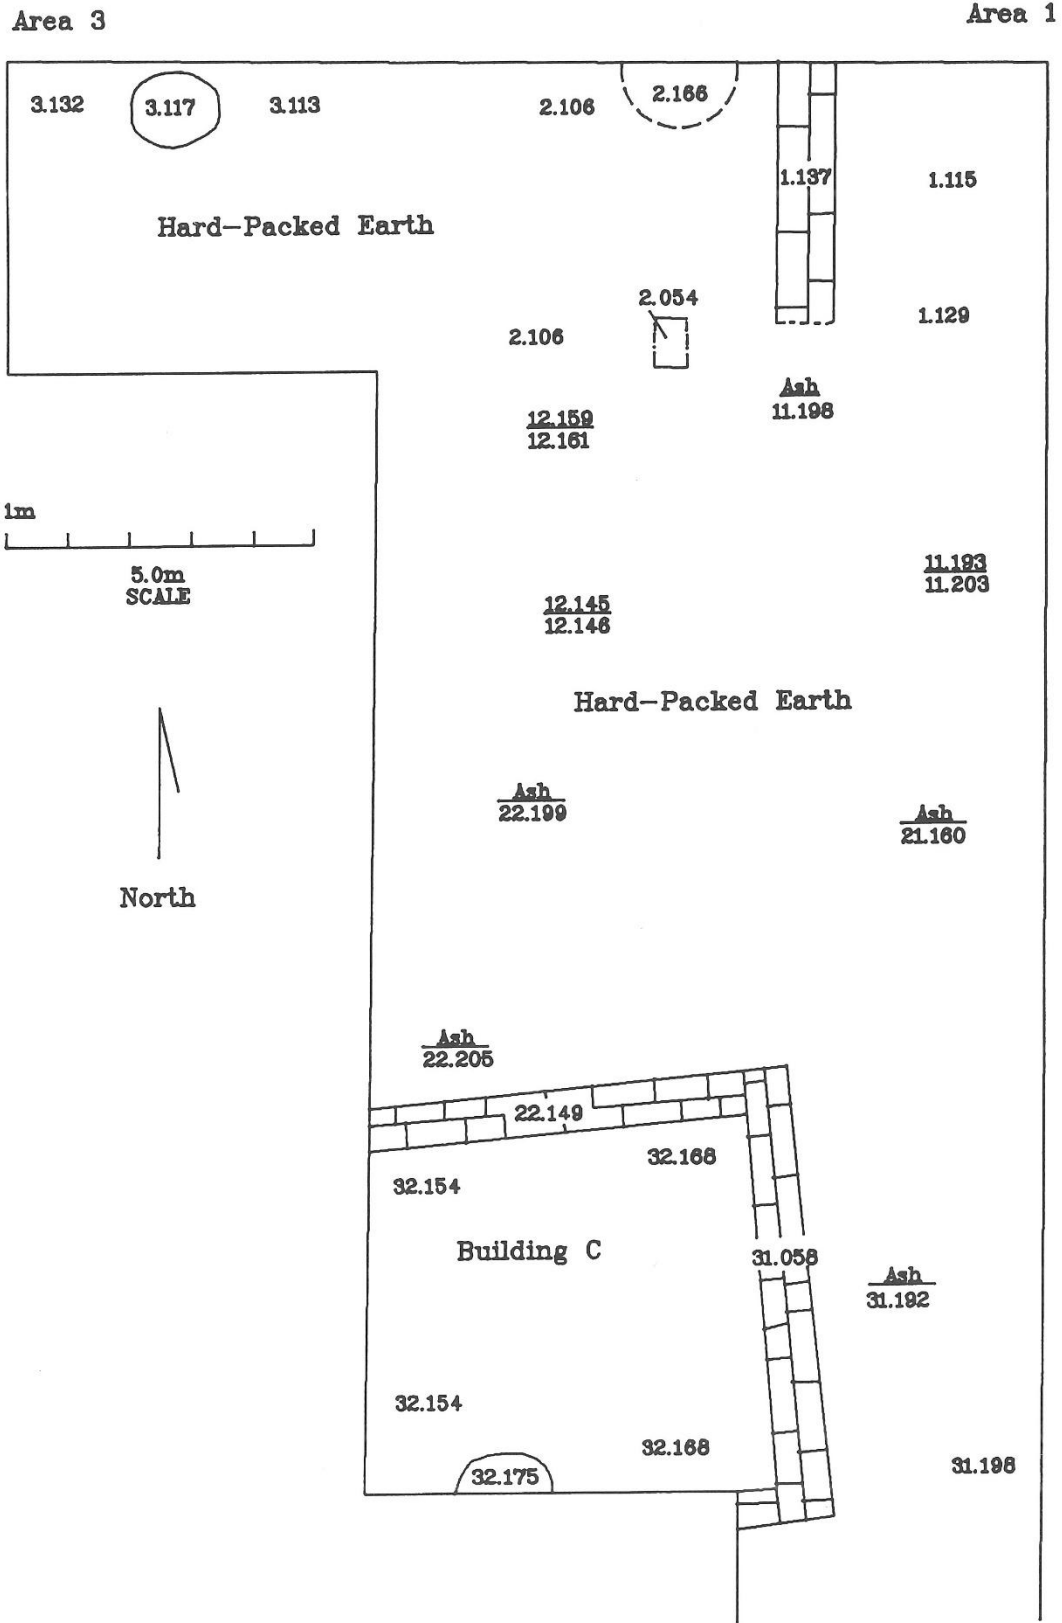 Area 3
Area 1
3.132
3.117
3.113
2.106
2.166
1.137
1.115
Hard-Packed Earth
2.054
1.129
2.106
Ash
11.198
12.159
12.161
1m
5.0m
SCALE
11.193
11.203
12.145
12.146
Hard-Packed Earth
Ash
22.199
Ash
21.160
North
Ash
22.205
22.149
32.168
32.154
Building C
31.058
Ash
31.192
32.154
32.168
31.198
32.175